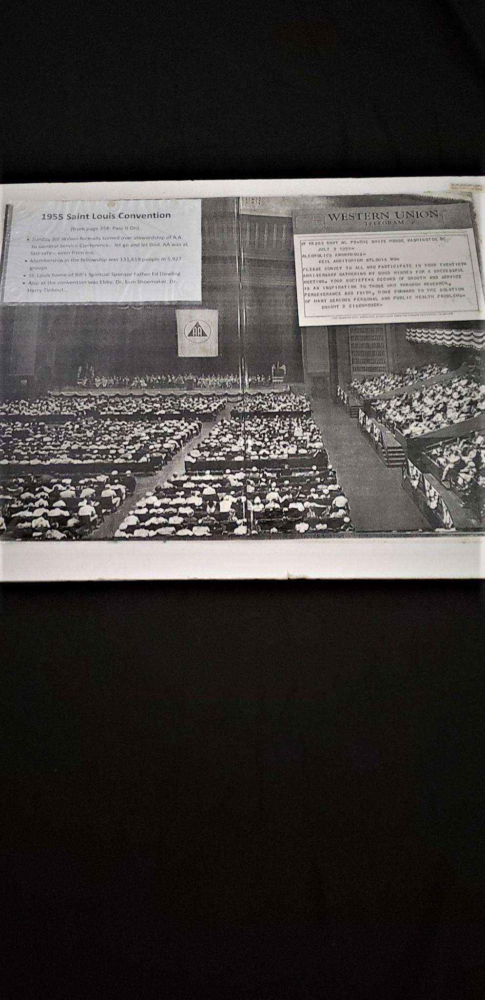 1955 Saint Louis Convention
(from page 358: Pass It On).
• Sunday Bill Wilson formally turned over stewardship of A.A.
to General Service Conference... let go and let God. AA was at
last safe – even from me.
• Membership in the fellowship was 131,619 people in 5,927
groups
• St. Louis home of Bill's Spiritual Sponsor Father Ed Dowling
• Also at the convention was Ebby, Dr. Sam Shoemaker, Dr.
Harry Tiebout...
WESTERN UNION
TELEGRAM
GOVT NL PD=THE WHITE HOUSE WASHINGTON DC
JULY 3
ALCOHOLICS ANONYMOUS=
KEIL AUDITORIUM STLOUIS MO=
PLEASE CONVEY TO ALL WHO PARTICIPATE IN YOUR TWENTIETH
ANNIVERSARY GATHERING MY GOOD WISHES FOR A SUCCESSFUL
MEETING. YOUR SOCIETY'S RECORD OF GROWTH AND SERVICE
IS AN INSPIRATION TO THOSE WHO THROUGH RESEARCH,
PERSEVERANCE AND FAITH, MOVE FORWARD TO THE SOLUTION
OF MANY SERIOUS PERSONAL AND PUBLIC HEALTH PROBLEMS=
DWIGHT D EISENHOWER=
AA